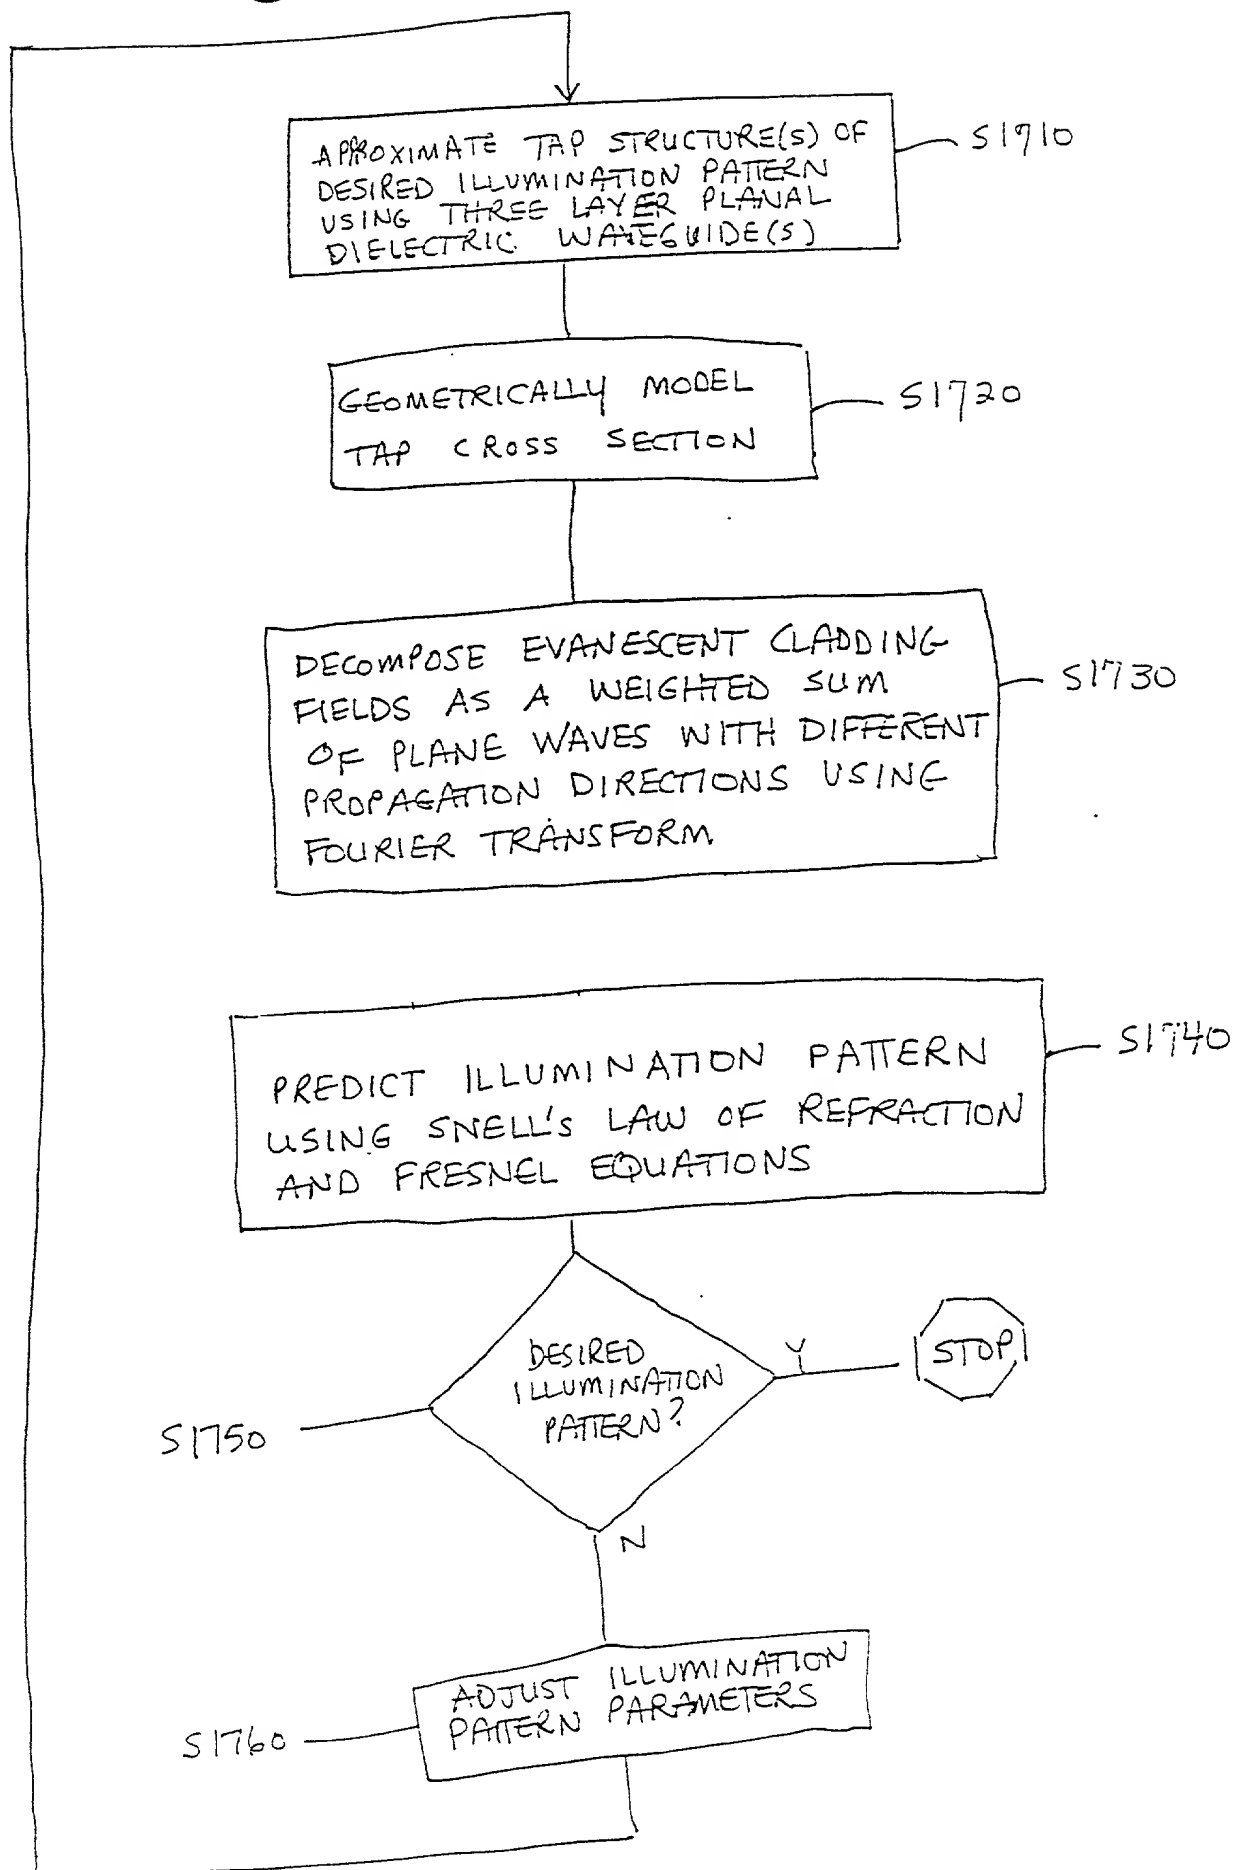 APPROXIMATE TAP STRUCTURE(S) OF
DESIRED ILLUMINATION PATTERN
USING THREE LAYER PLANAL
DIELECTRIC WAVEGUIDE(S)
S1710
GEOMETRICALLY MODEL
TAP CROSS SECTION
S1720
DECOMPOSE EVANESCENT CLADDING
FIELDS AS A WEIGHTED SUM
OF PLANE WAVES WITH DIFFERENT
PROPAGATION DIRECTIONS USING
FOURIER TRANSFORM
S1730
PREDICT ILLUMINATION PATTERN
USING SNELL'S LAW OF REFRACTION
AND FRESNEL EQUATIONS
S1740
DESIRED
ILLUMINATION
PATTERN?
Y
STOP
S1750
N
ADJUST ILLUMINATION
PATTERN PARAMETERS
S1760